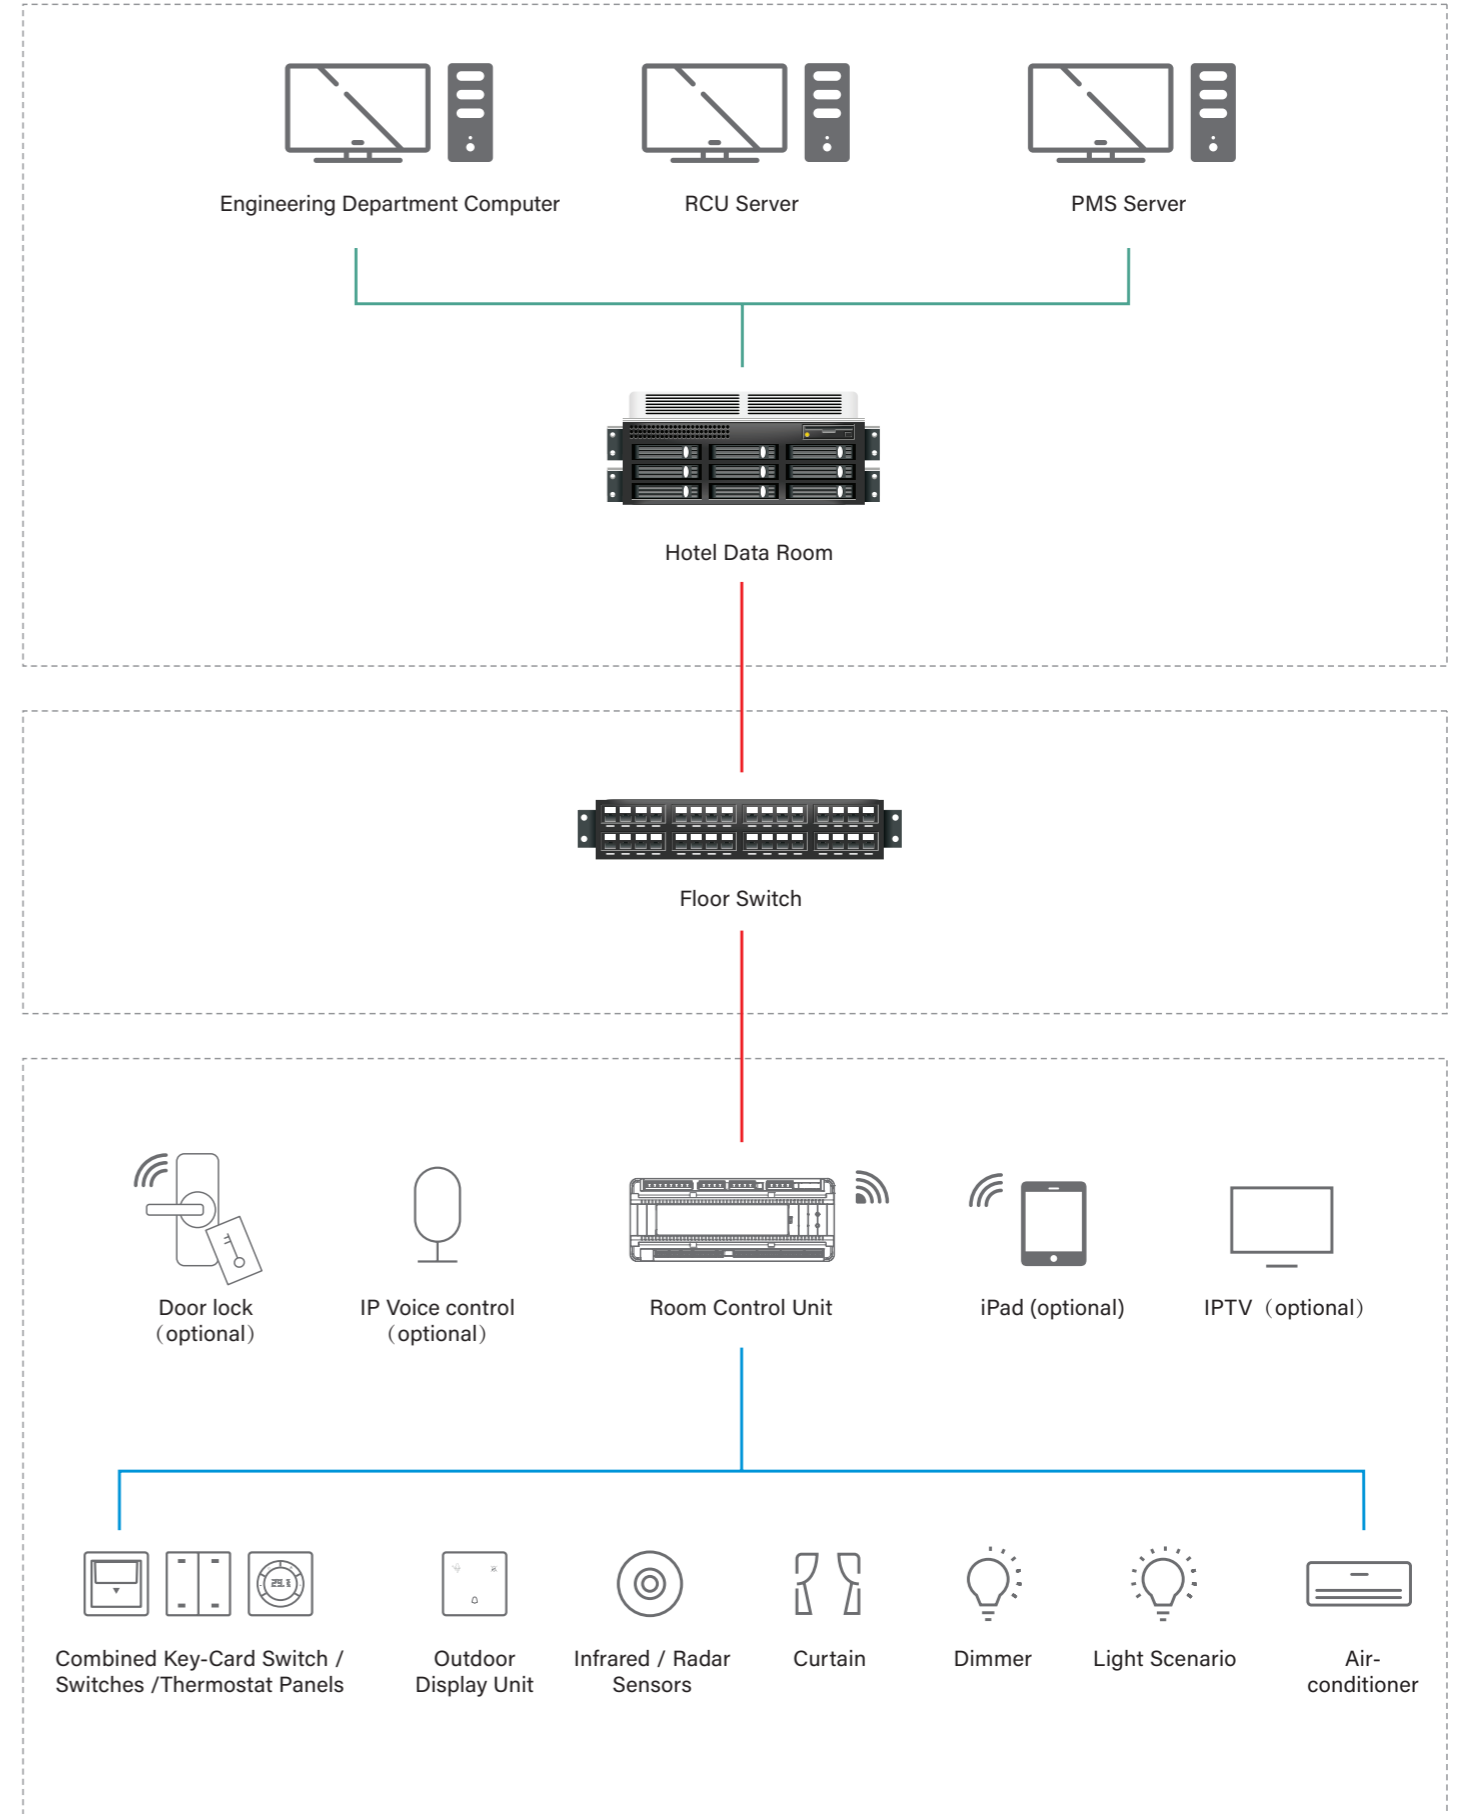 Engineering Department Computer
RCU Server
PMS Server
Hotel Data Room
Floor Switch
Door lock
（optional）
IP Voice control
（optional）
Room Control Unit
iPad (optional)
IPTV（optional）
Combined Key-Card Switch /
Switches /Thermostat Panels
Outdoor
Display Unit
Infrared / Radar
Sensors
Curtain
Dimmer
Light Scenario
Air-
conditioner